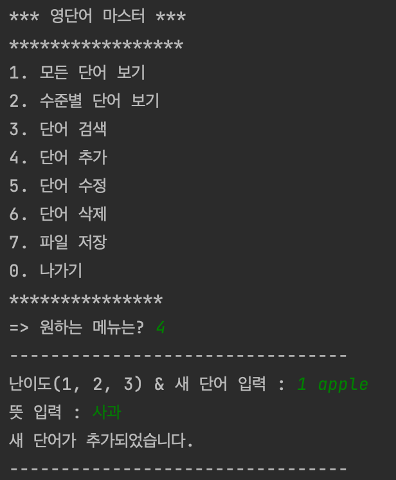 *** 영단어 마스터 ***
*****************
1. 모든 단어 보기
2. 수준별 단어 보기
3. 단어 검색
4. 단어 추가
5. 단어 수정
6. 단어 삭제
7. 파일 저장
0. 나가기
***************
=> 원하는 메뉴는? 4
---------------------------------
난이도(1, 2, 3) & 새 단어 입력 : 1 apple
뜻 입력 : 사과
새 단어가 추가되었습니다.
---------------------------------